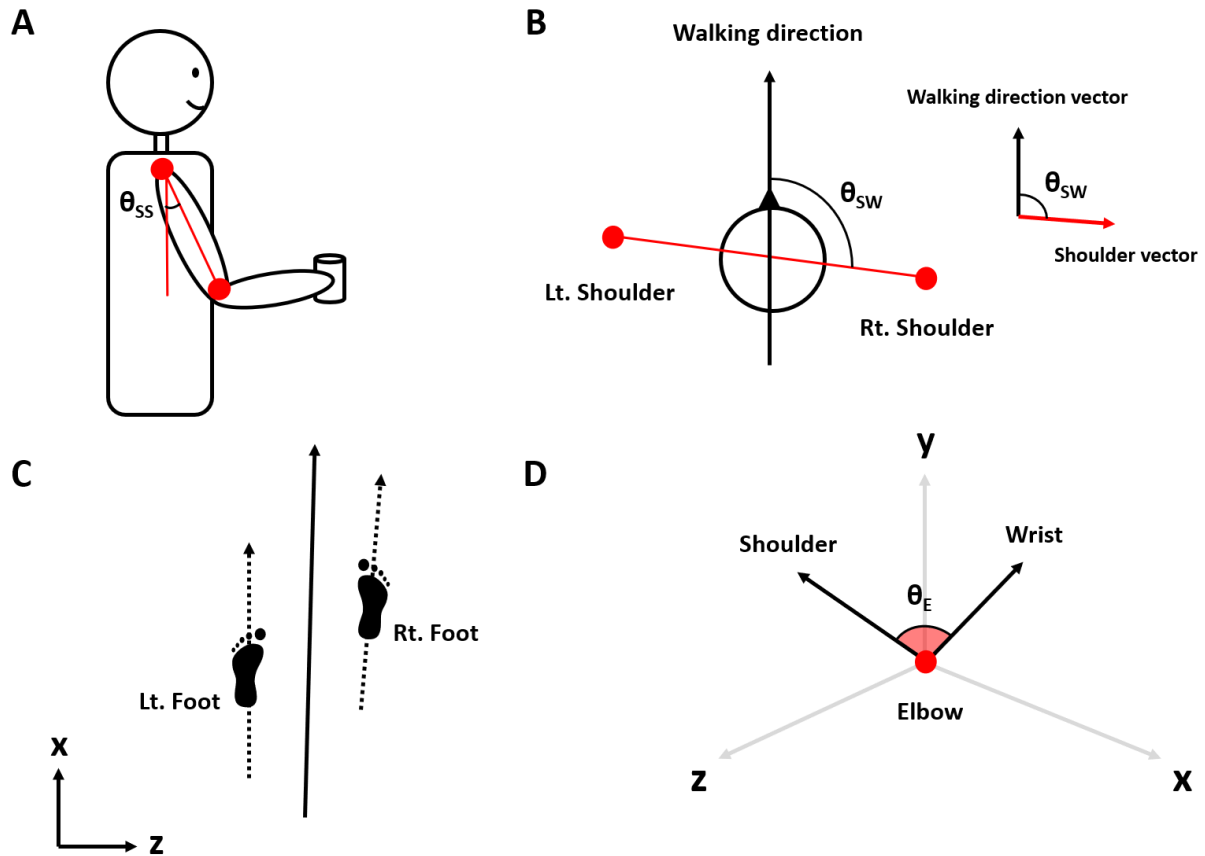 A
θSS
B
Walking direction
θSW
Lt. Shoulder
Rt. Shoulder
Walking direction vector
θSW
Shoulder vector
C
Rt. Foot
Lt. Foot
x
z
D
y
Shoulder
Wrist
θE
Elbow
z
x